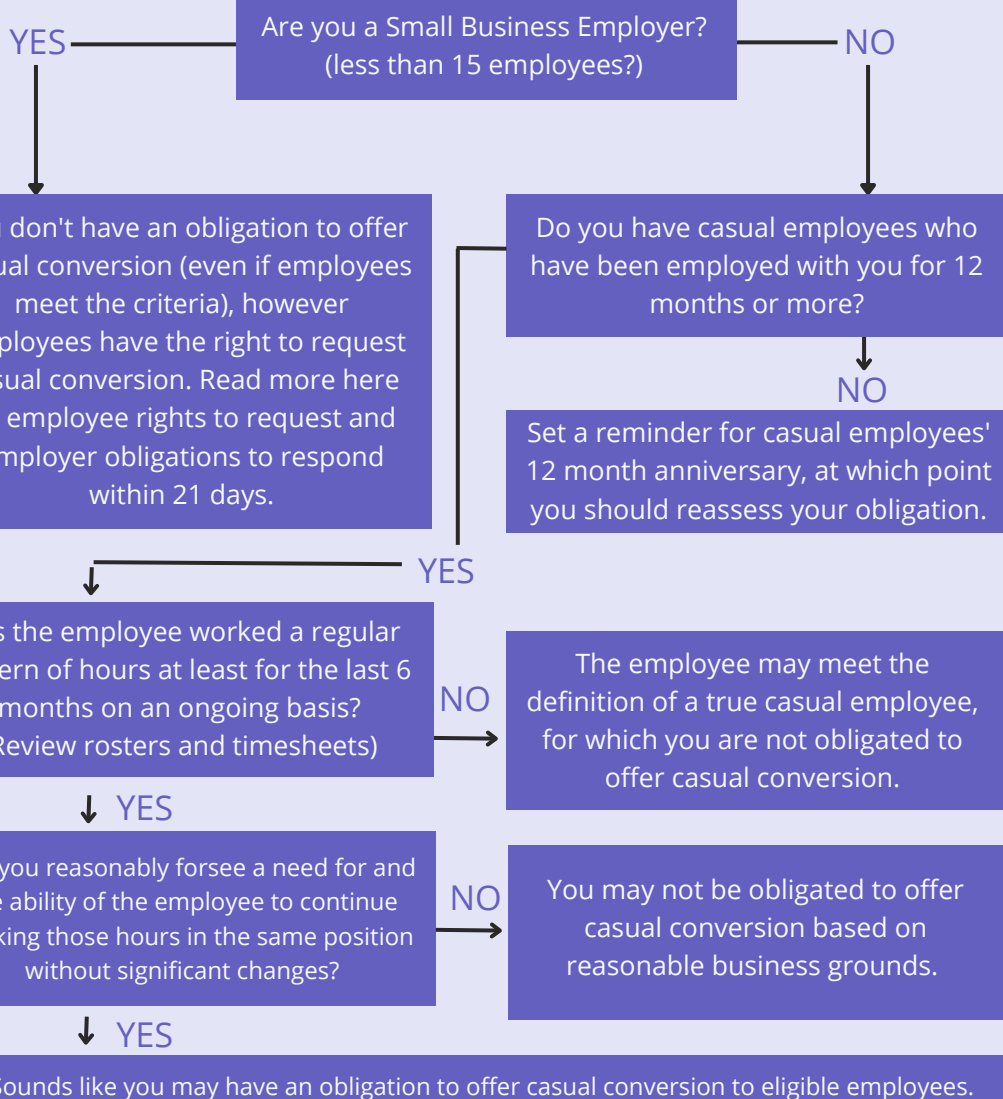 Are you a Small Business Employer?
(less than 15 employees?)
YES
NO
don't have an obligation to offer
conversion (even if employees
meet the criteria), however
have the right to request
conversion. Read more here
employee rights to request and
obligations to respond
within 21 days.
Do you have casual employees who
have been employed with you for 12
months or more?
NO
Set a reminder for casual employees'
12 month anniversary, at which point
you should reassess your obligation.
YES
the employee worked a regular
of hours at least for the last 6
months on an ongoing basis?
Review rosters and timesheets)
NO
The employee may meet the
definition of a true casual employee,
for which you are not obligated to
offer casual conversion.
YES
you reasonably forsee a need for and
ability of the employee to continue
those hours in the same position
without significant changes?
NO
You may not be obligated to offer
casual conversion based on
reasonable business grounds.
YES
Sounds like you may have an obligation to offer casual conversion to eligible employees.